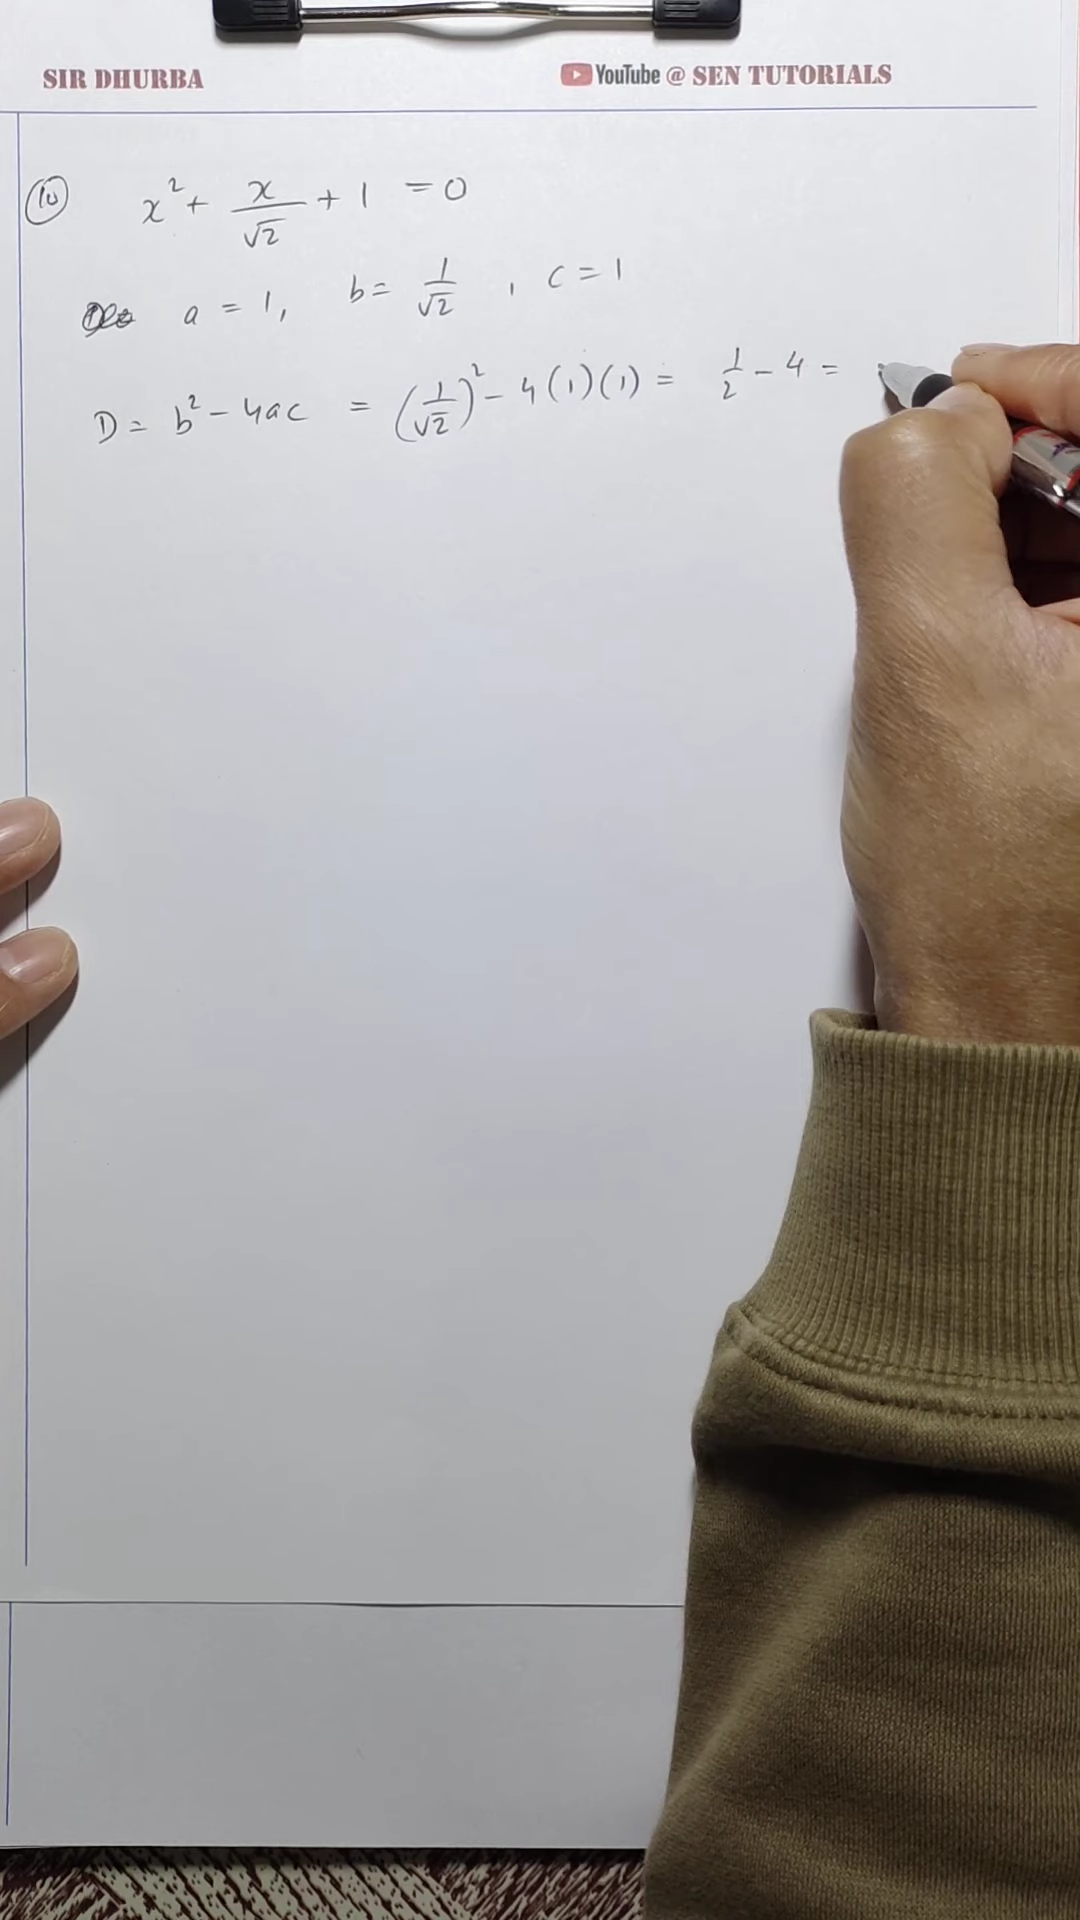 SIR DHURBA YouTube @ SEN TUTORIALS
10 x² + x/√2 + 1 = 0
a = 1, b = 1/√2 , c = 1
D = b² - 4ac = (1/√2)² - 4(1)(1) = 1/2 - 4 =